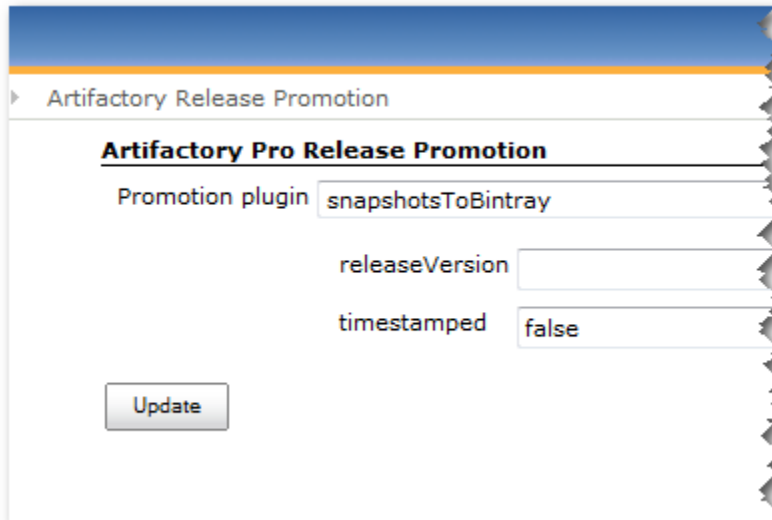 Artifactory Release Promotion
Artifactory Pro Release Promotion
Promotion plugin snapshotsToBintray
releaseVersion
timestamped false
Update